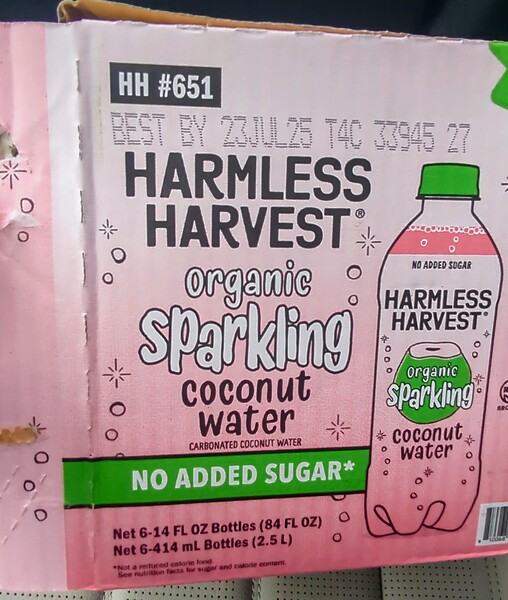 HH #651
BEST BY 23JUL25 T4C 33945 27
HARMLESS
HARVEST®
organic
sparkling
coconut
water
CARBONATED COCONUT WATER
NO ADDED SUGAR*
Net 6-14 FL OZ Bottles (84 FL OZ)
Net 6-414 mL Bottles (2.5 L)
*Not a reduced calorie food.
See nutrition facts for sugar and calorie content.
NO ADDED SUGAR
HARMLESS
HARVEST®
organic
sparkling
coconut
water